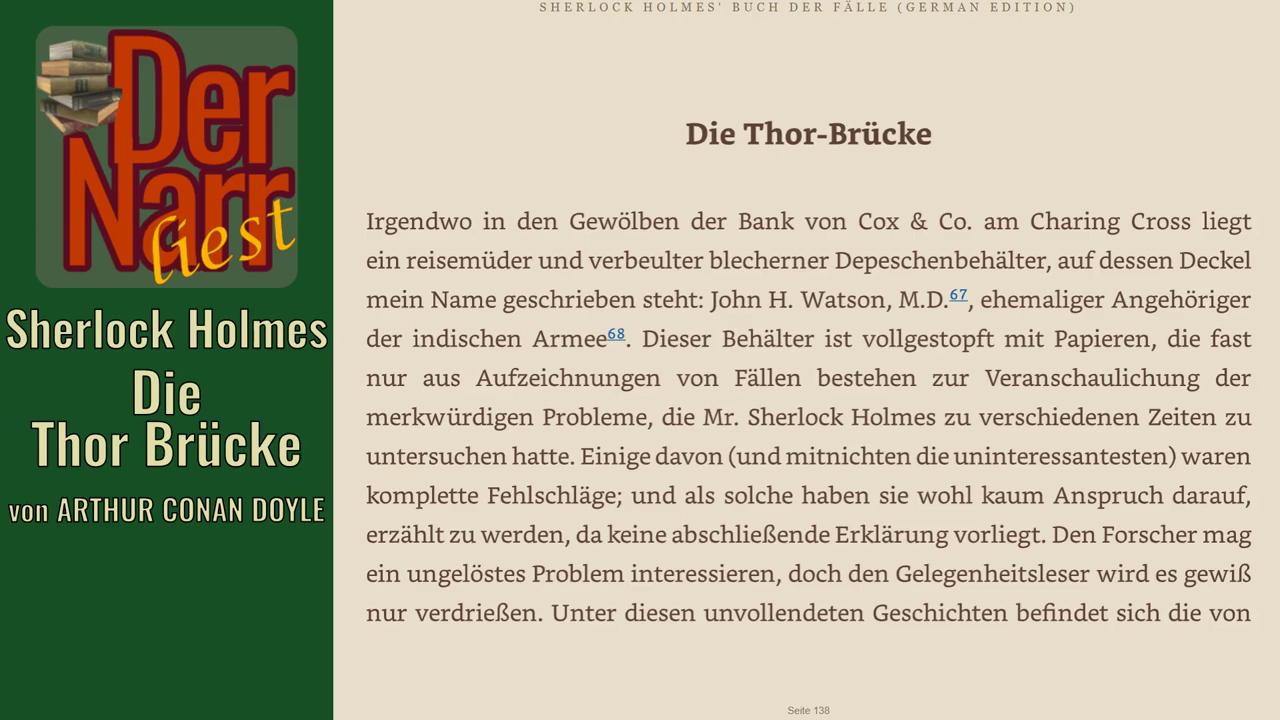 Der
Narr
liest
Sherlock Holmes
Die
Thor Brücke
von ARTHUR CONAN DOYLE
SHERLOCK HOLMES' BUCH DER FÄLLE (GERMAN EDITION)
Die Thor-Brücke
Irgendwo in den Gewölben der Bank von Cox & Co. am Charing Cross liegt
ein reisemüder und verbeulter blecherner Depeschenbehälter, auf dessen Deckel
mein Name geschrieben steht: John H. Watson, M.D.67, ehemaliger Angehöriger
der indischen Armee68. Dieser Behälter ist vollgestopft mit Papieren, die fast
nur aus Aufzeichnungen von Fällen bestehen zur Veranschaulichung der
merkwürdigen Probleme, die Mr. Sherlock Holmes zu verschiedenen Zeiten zu
untersuchen hatte. Einige davon (und mitnichten die uninteressantesten) waren
komplette Fehlschläge; und als solche haben sie wohl kaum Anspruch darauf,
erzählt zu werden, da keine abschließende Erklärung vorliegt. Den Forscher mag
ein ungelöstes Problem interessieren, doch den Gelegenheitsleser wird es gewiß
nur verdrießen. Unter diesen unvollendeten Geschichten befindet sich die von
Seite 138